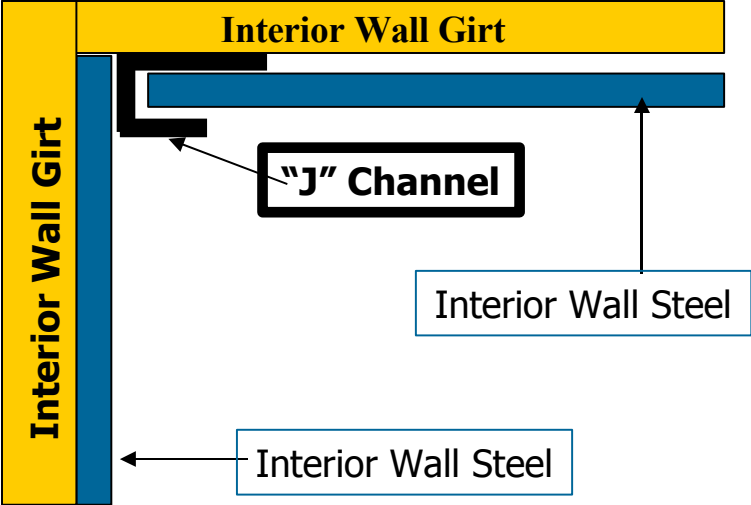 Interior Wall Girt
Interior Wall Girt
“J” Channel
Interior Wall Steel
Interior Wall Steel